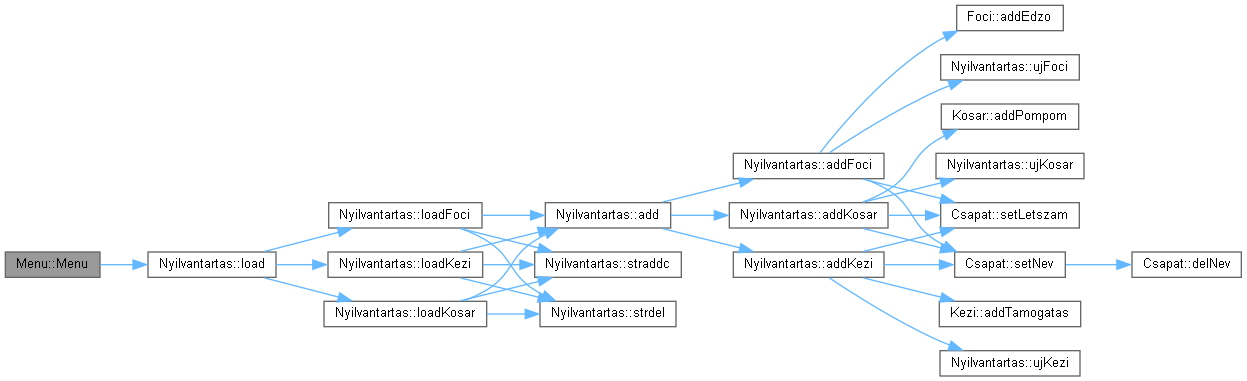 Foci::addEdzo
Nyilvantartas::ujFoci
Kosar::addPompom
Nyilvantartas::addFoci
Nyilvantartas::ujKosar
Nyilvantartas::loadFoci
Nyilvantartas::add
Nyilvantartas::addKosar
Csapat::setLetszam
Menu::Menu
Nyilvantartas::load
Nyilvantartas::loadKezi
Nyilvantartas::straddc
Nyilvantartas::addKezi
Csapat::setNev
Csapat::delNev
Nyilvantartas::loadKosar
Nyilvantartas::strdel
Kezi::addTamogatas
Nyilvantartas::ujKezi